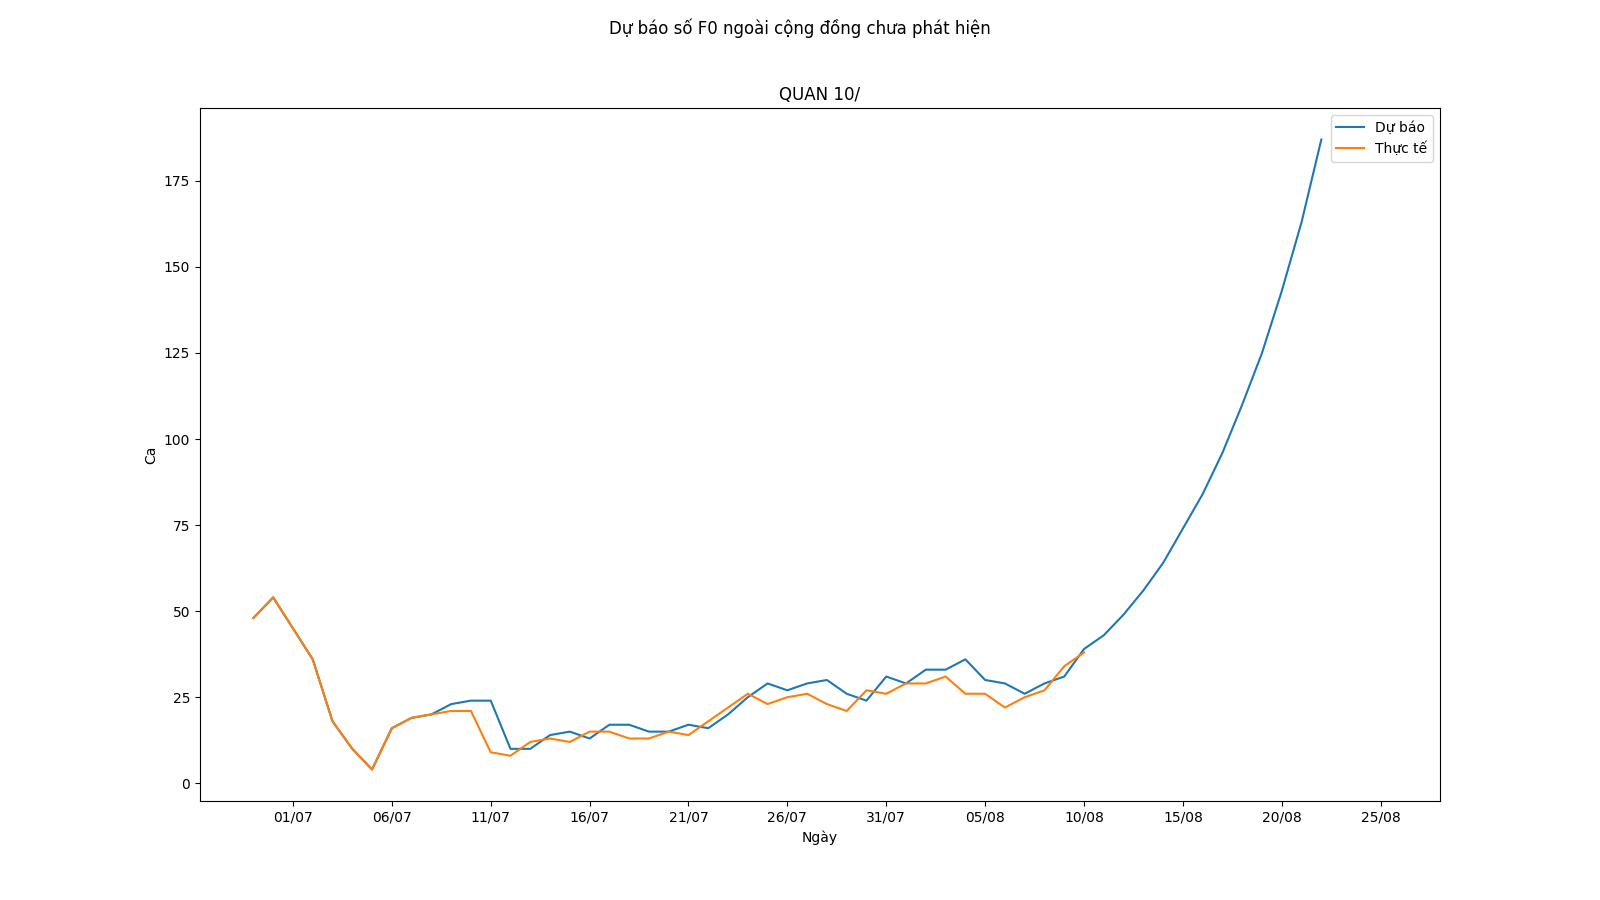 Dự báo số F0 ngoài cộng đồng chưa phát hiện
QUAN 10/
Dự báo
Thực tế
175
150
125
100
75
50
25
0
Ca
01/07 06/07 11/07 16/07 21/07 26/07 31/07 05/08 10/08 15/08 20/08 25/08
Ngày